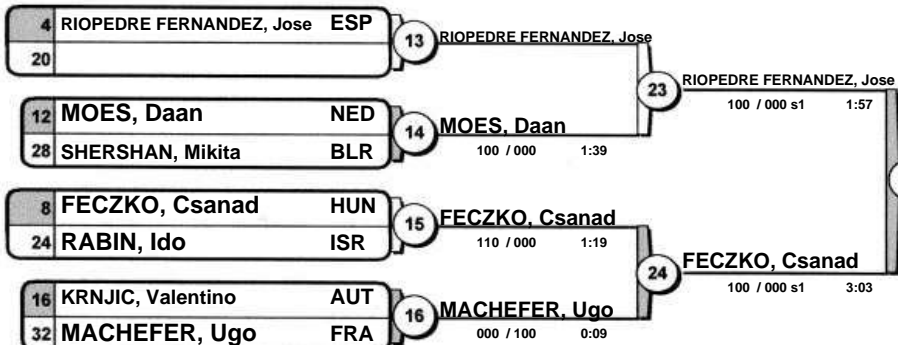 4 RIOPEDRE FERNANDEZ, Jose ESP
20
13 RIOPEDRE FERNANDEZ, Jose
12 MOES, Daan NED
28 SHERSHAN, Mikita BLR
14 MOES, Daan
100 / 000 1:39
23 RIOPEDRE FERNANDEZ, Jose
100 / 000 s1 1:57
8 FECZKO, Csanad HUN
24 RABIN, Ido ISR
15 FECZKO, Csanad
110 / 000 1:19
16 KRNJIC, Valentino AUT
32 MACHEFER, Ugo FRA
16 MACHEFER, Ugo
000 / 100 0:09
24 FECZKO, Csanad
100 / 000 s1 3:03